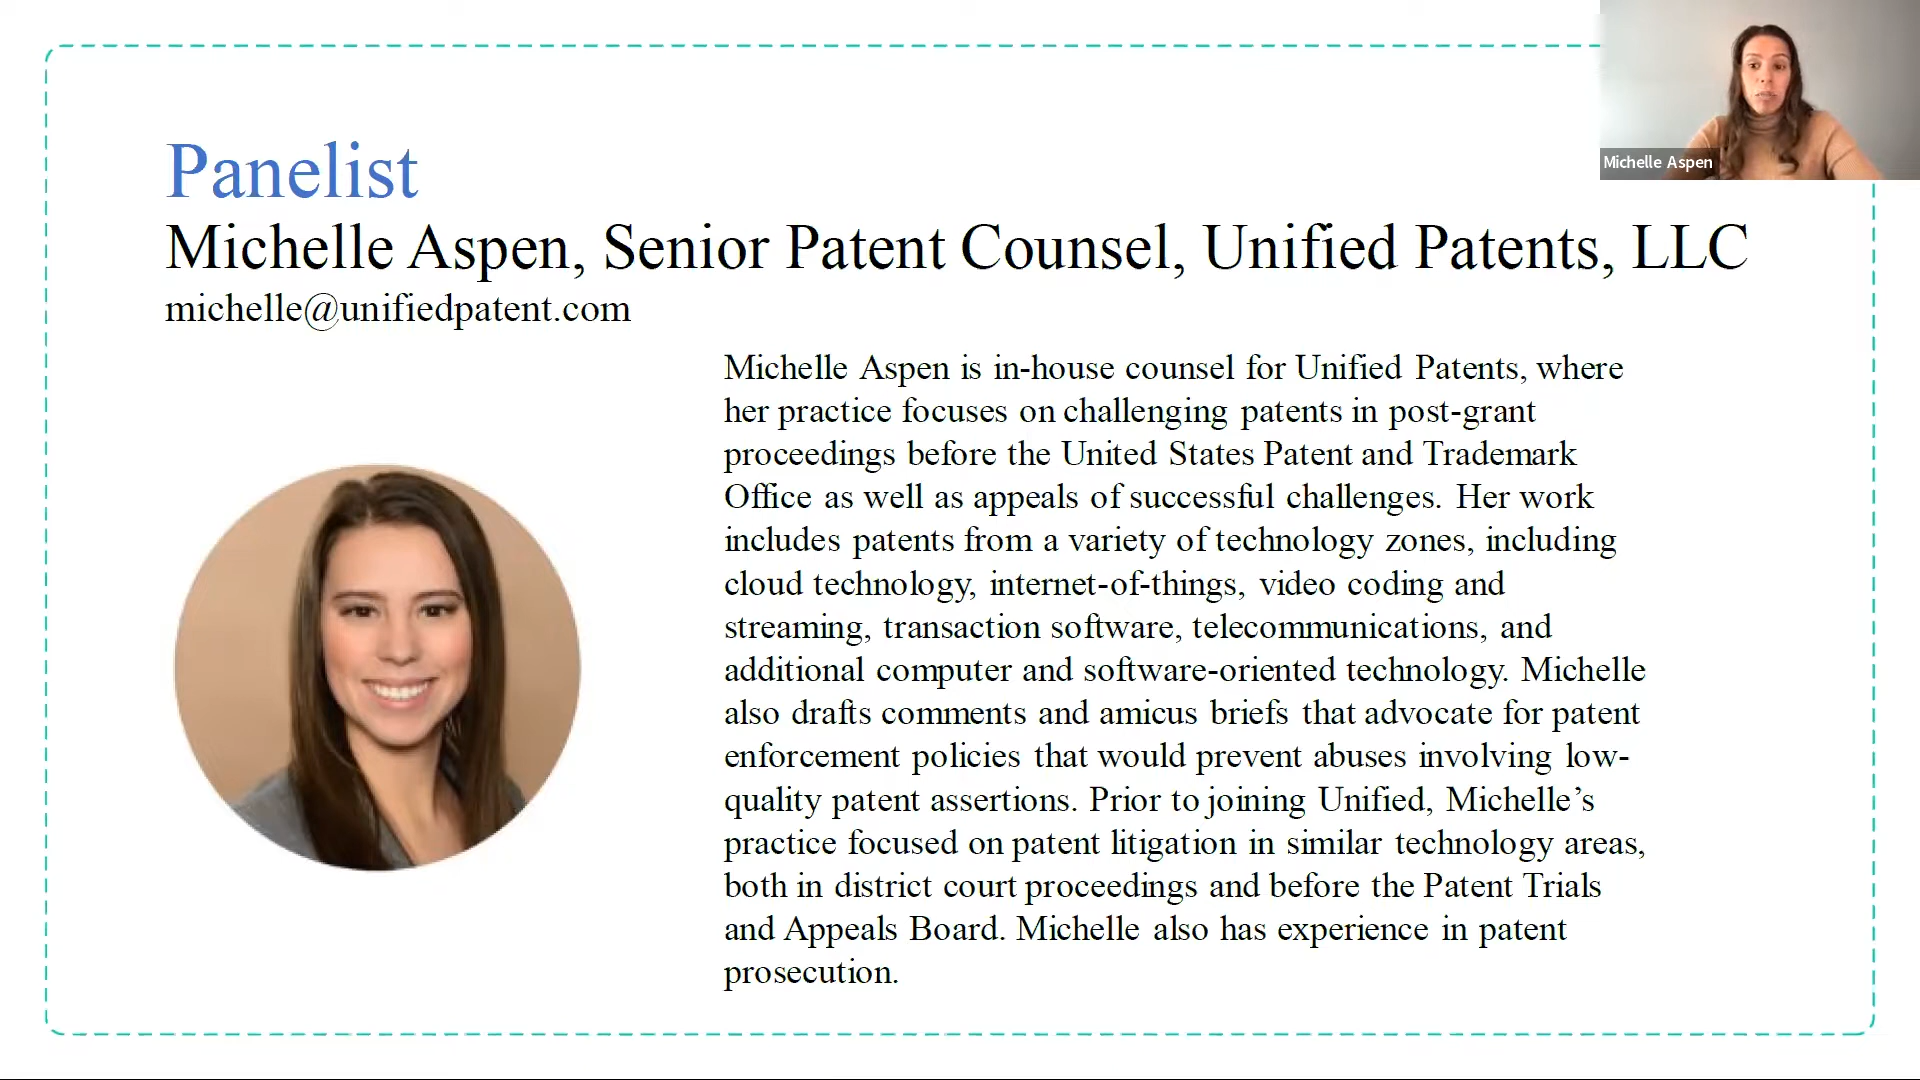 Michelle Aspen
Panelist
Michelle Aspen, Senior Patent Counsel, Unified Patents, LLC
michelle@unifiedpatent.com
Michelle Aspen is in-house counsel for Unified Patents, where
her practice focuses on challenging patents in post-grant
proceedings before the United States Patent and Trademark
Office as well as appeals of successful challenges. Her work
includes patents from a variety of technology zones, including
cloud technology, internet-of-things, video coding and
streaming, transaction software, telecommunications, and
additional computer and software-oriented technology. Michelle
also drafts comments and amicus briefs that advocate for patent
enforcement policies that would prevent abuses involving low-
quality patent assertions. Prior to joining Unified, Michelle’s
practice focused on patent litigation in similar technology areas,
both in district court proceedings and before the Patent Trials
and Appeals Board. Michelle also has experience in patent
prosecution.